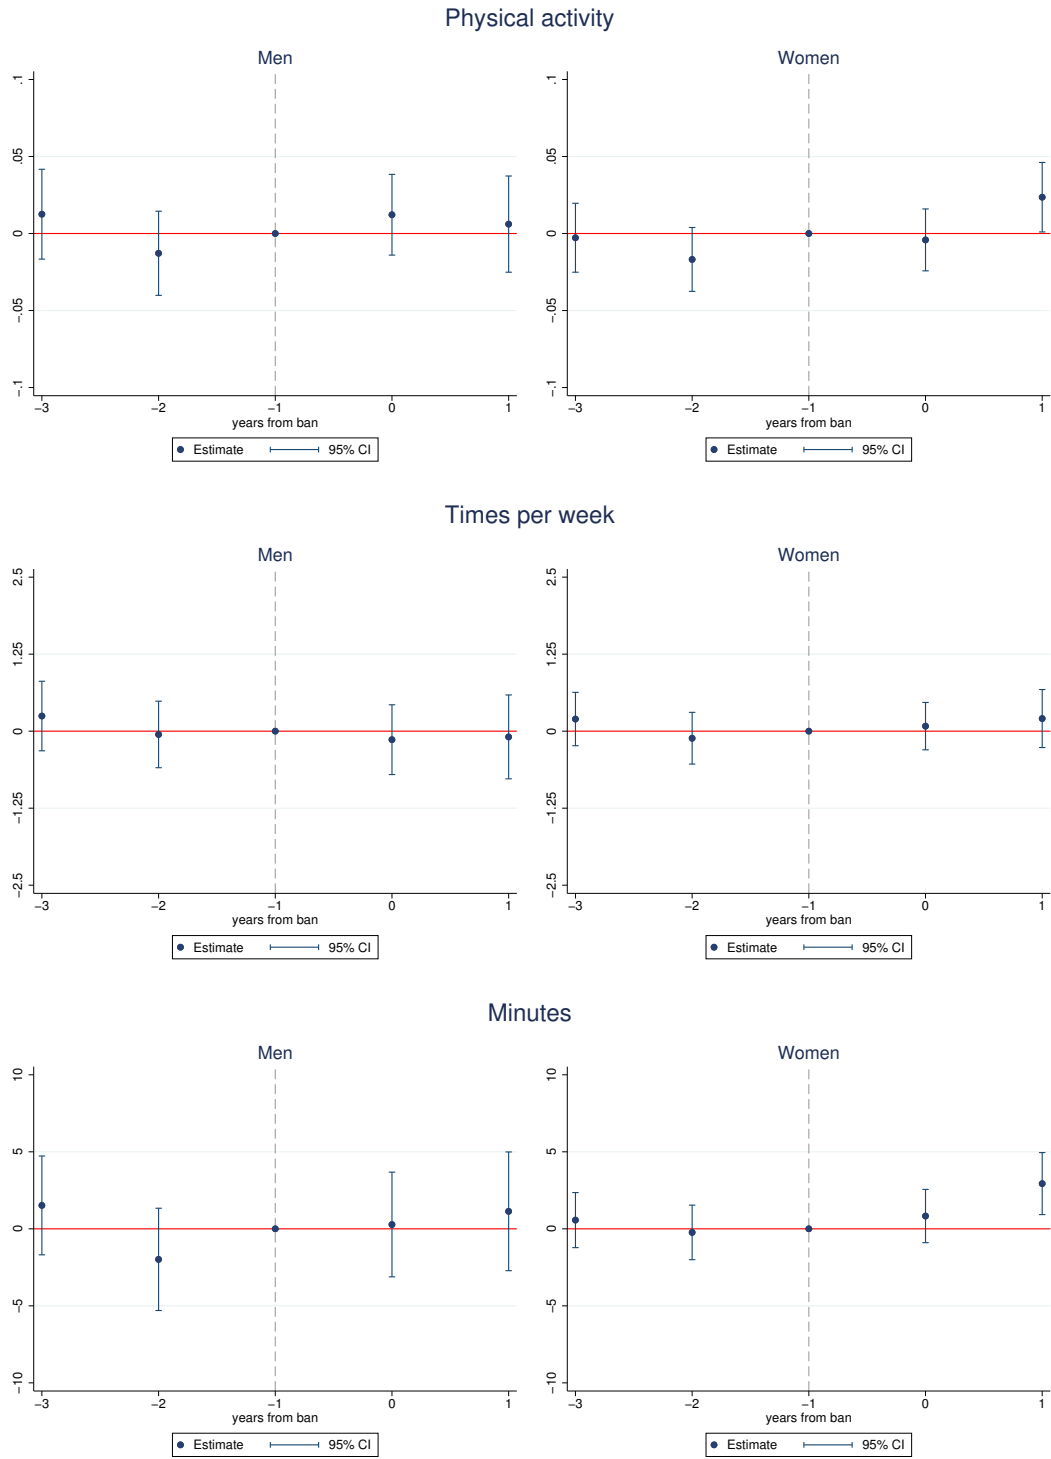 Physical activity
Men
Women
.1
.05
0
−.05
−.1
−3 −2 −1 0 1
years from ban
Estimate 95% CI
.1
.05
0
−.05
−.1
−3 −2 −1 0 1
years from ban
Estimate 95% CI
Times per week
Men
Women
2.5
1.25
0
−1.25
−2.5
−3 −2 −1 0 1
years from ban
Estimate 95% CI
2.5
1.25
0
−1.25
−2.5
−3 −2 −1 0 1
years from ban
Estimate 95% CI
Minutes
Men
Women
10
5
0
−5
−10
−3 −2 −1 0 1
years from ban
Estimate 95% CI
10
5
0
−5
−10
−3 −2 −1 0 1
years from ban
Estimate 95% CI